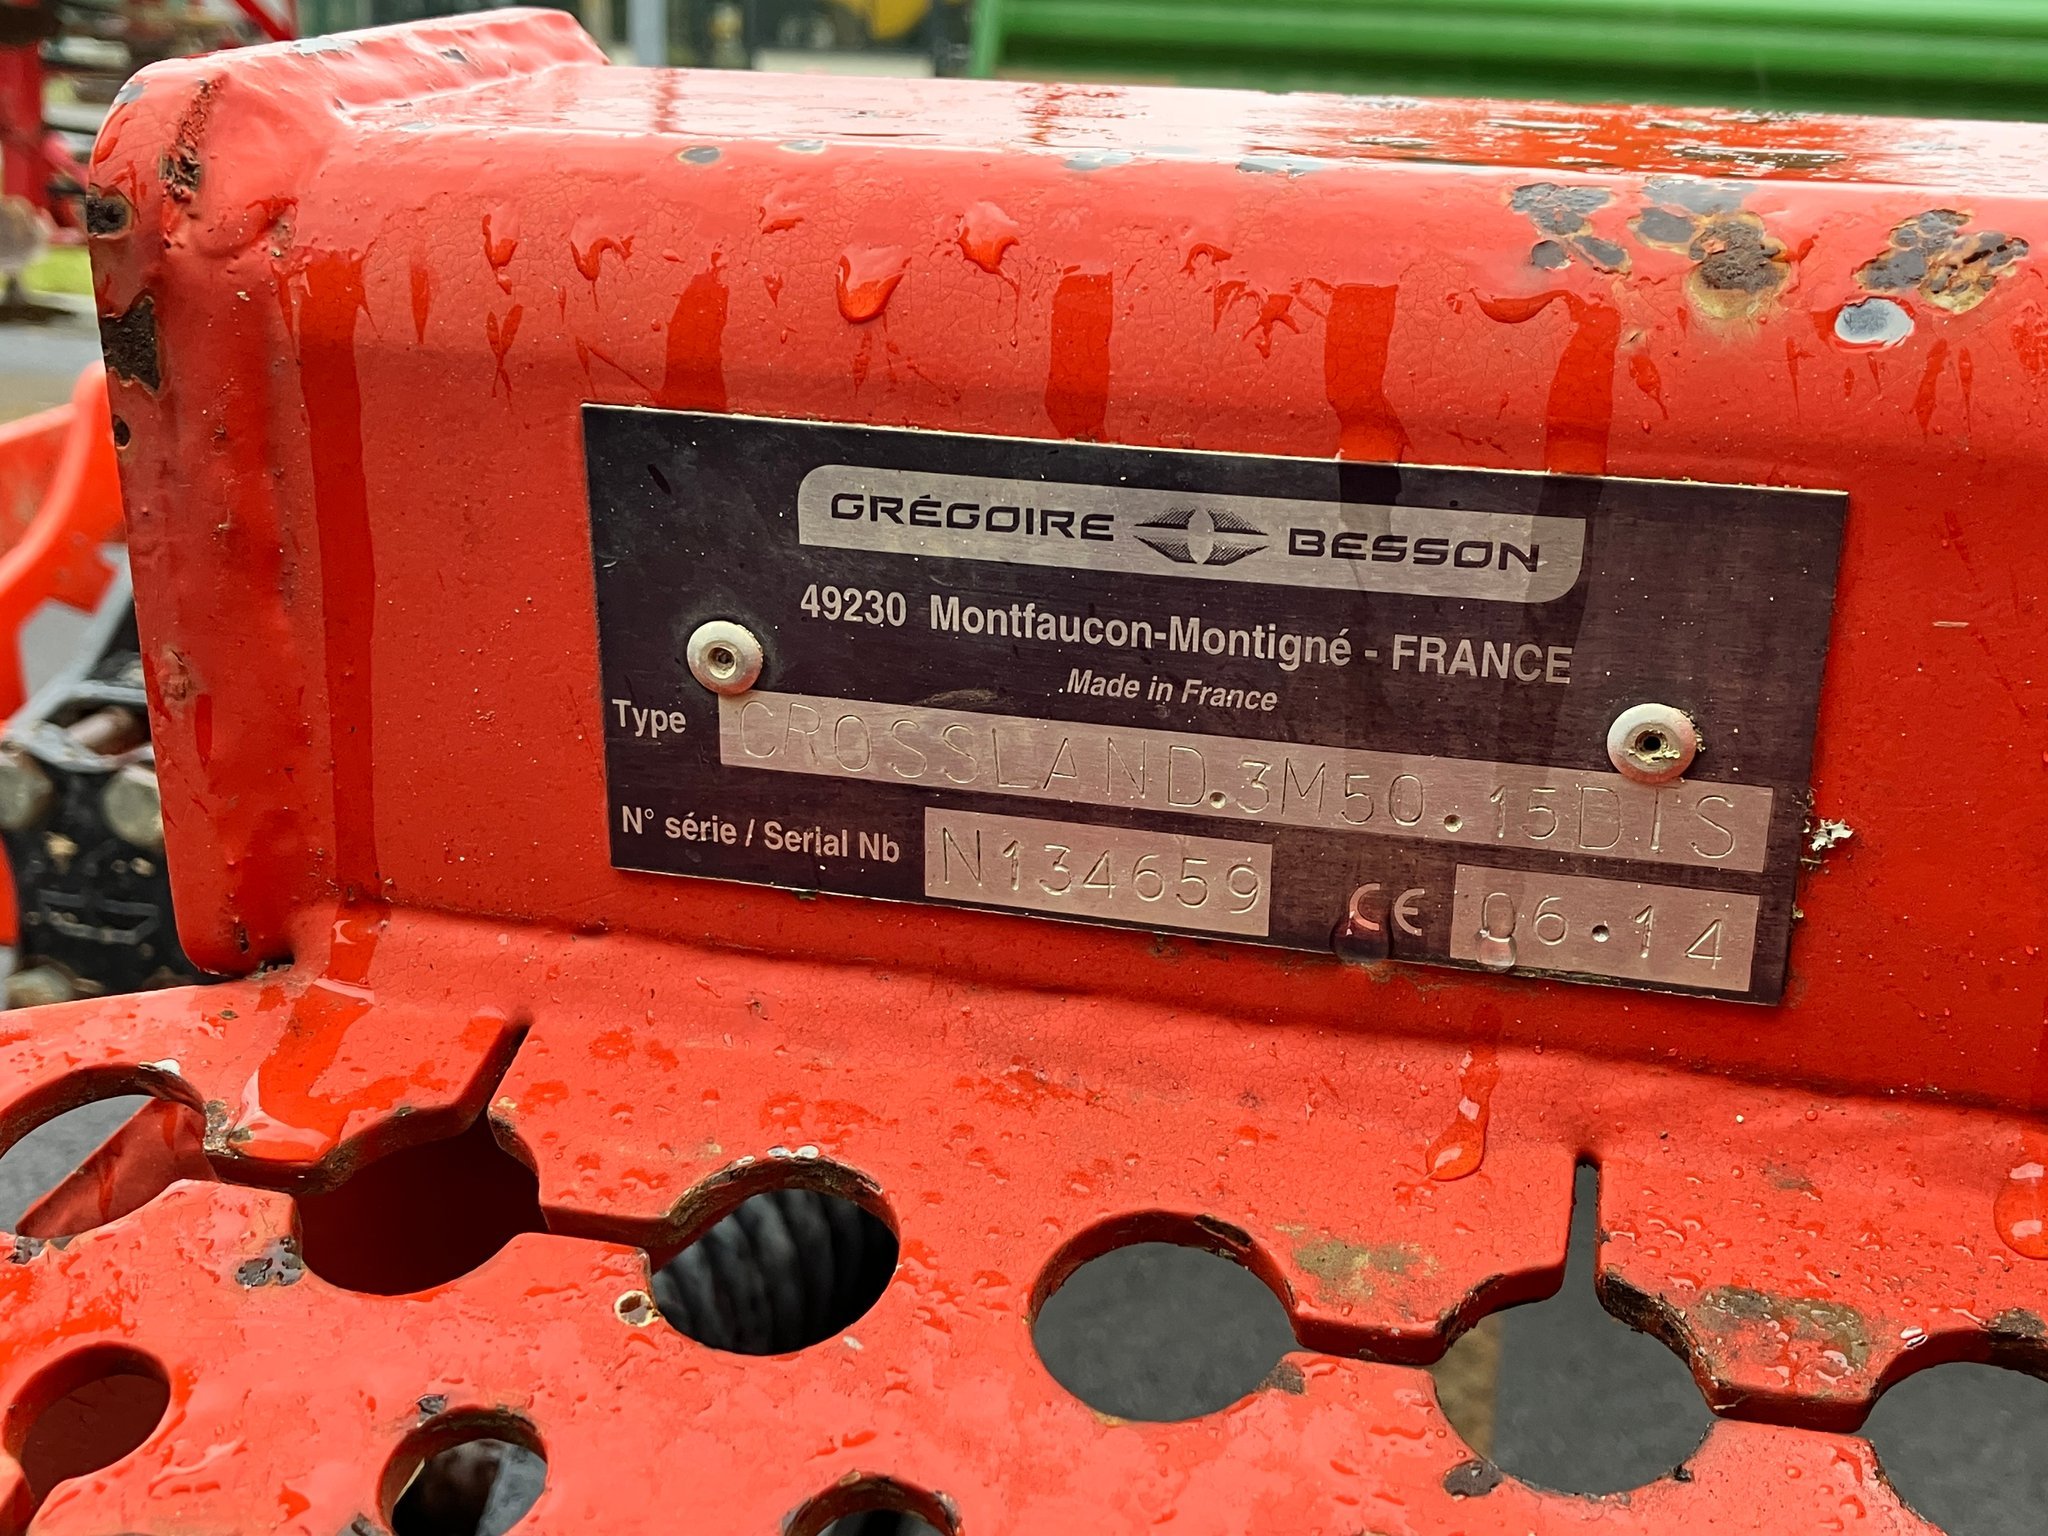 GRÉGOIRE BESSON
49230 Montfaucon-Montigné - FRANCE
Made in France
Type CROSSLAND.3M50.15DTS
N° série / Serial Nb N134659 CE 06.14